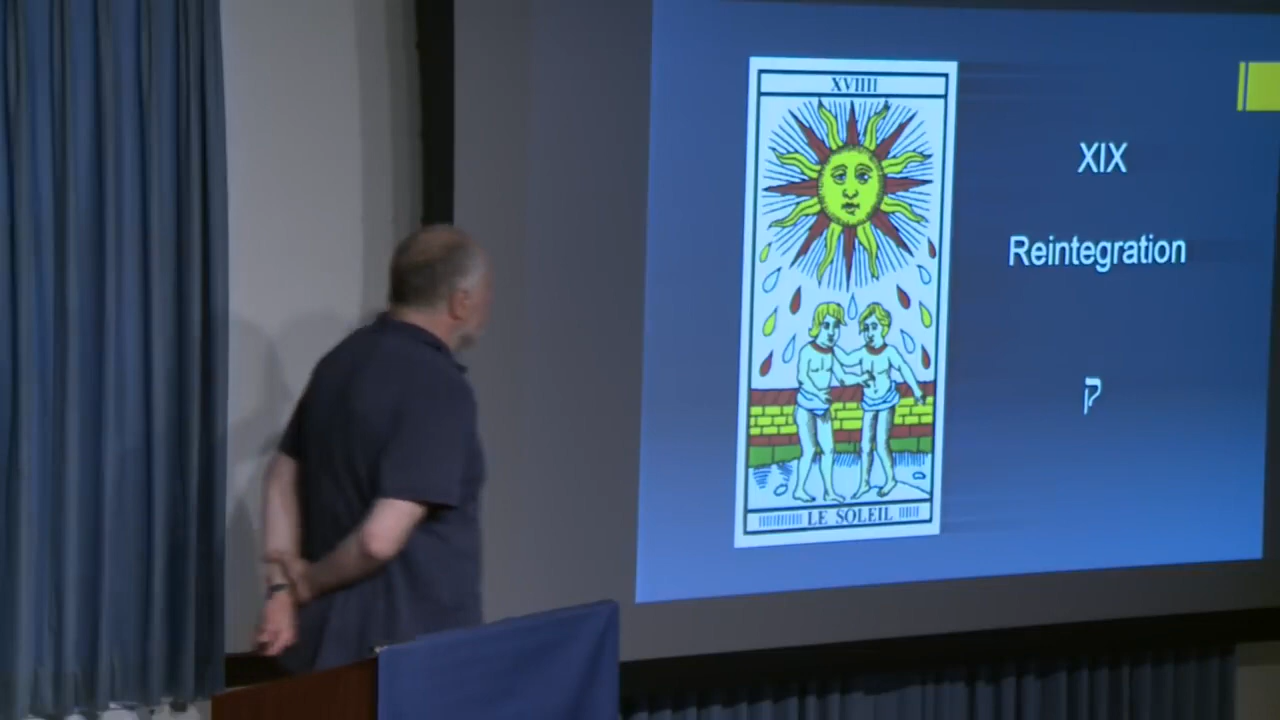 XVIIII
LE SOLEIL
XIX
Reintegration
ק